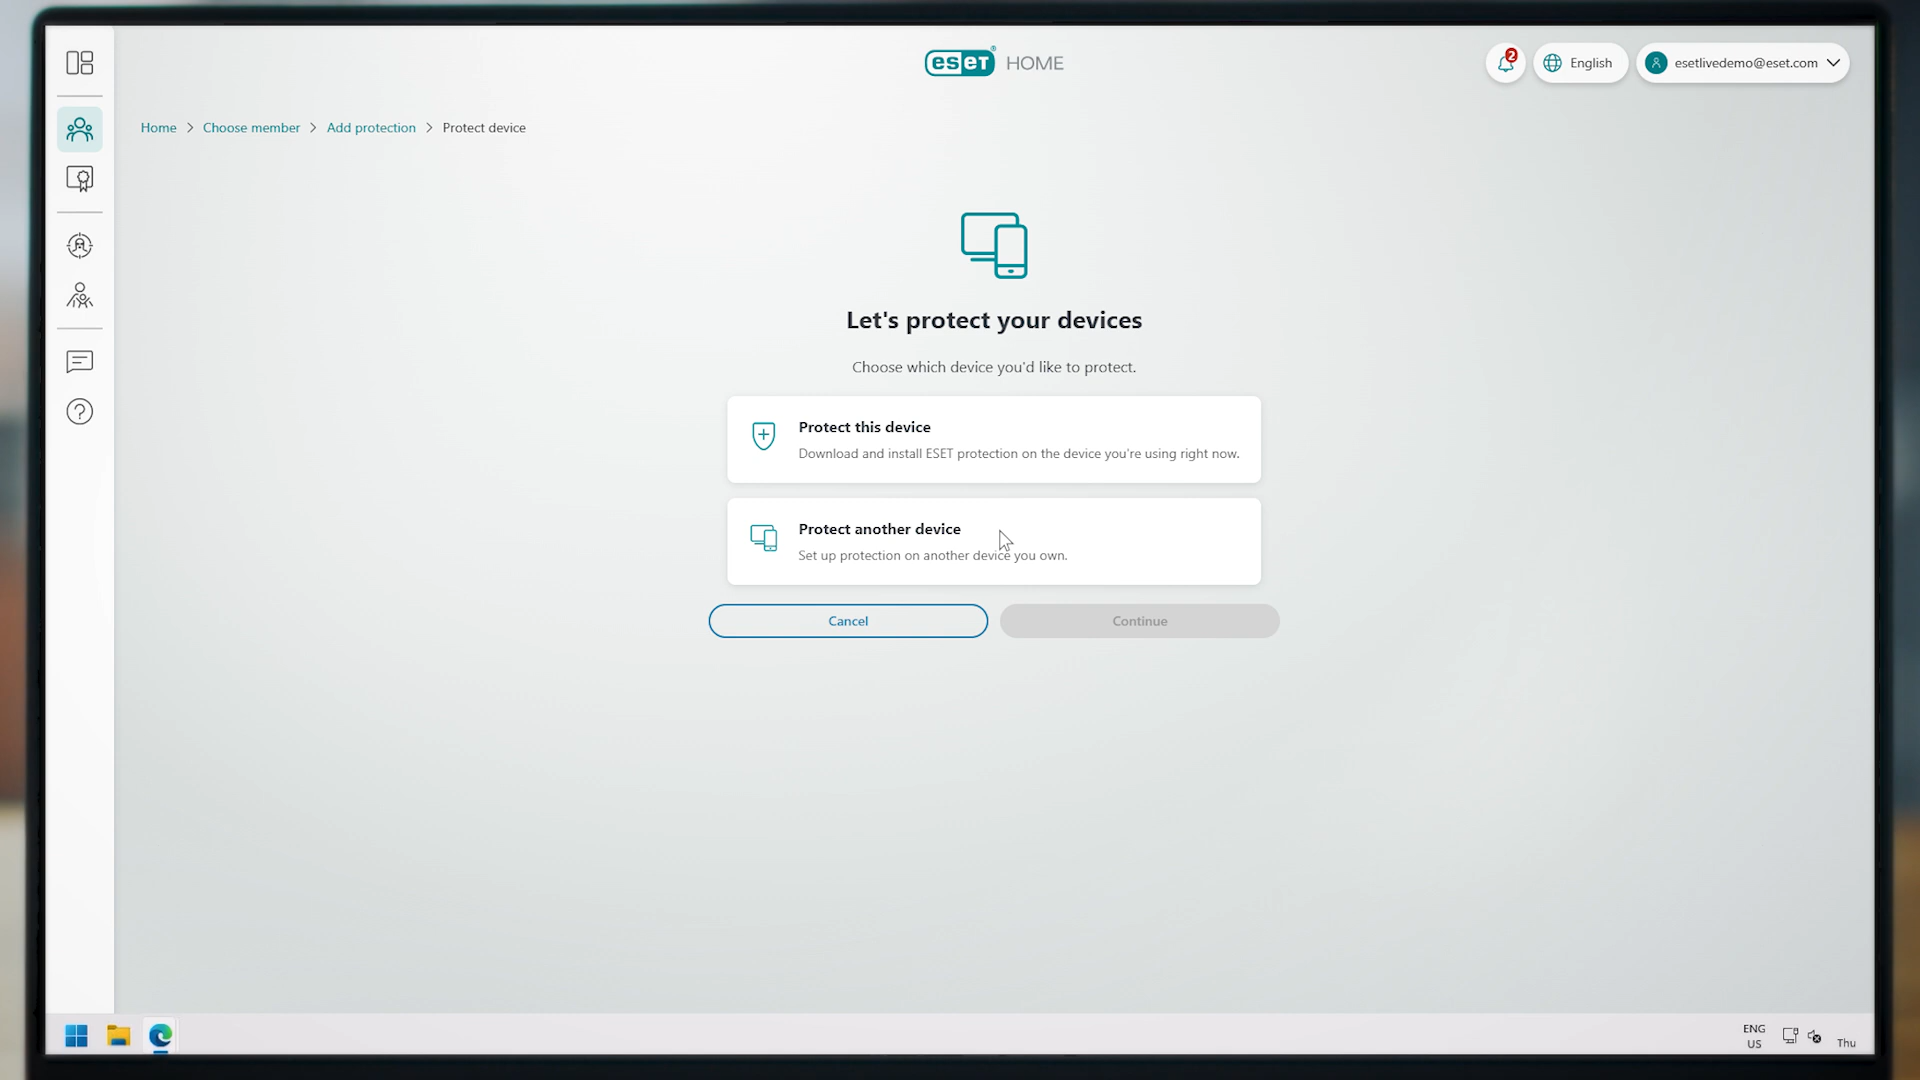 eset® HOME
2
English
esetlivedemo@eset.com
Home > Choose member > Add protection > Protect device
Let's protect your devices
Choose which device you'd like to protect.
Protect this device
Download and install ESET protection on the device you're using right now.
Protect another device
Set up protection on another device you own.
Cancel
Continue
ENG
US
Thu